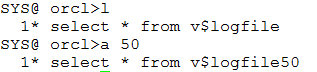 SYS@ orcl>l
  1* select * from v$logfile
SYS@ orcl>a 50
  1* select * from v$logfile50